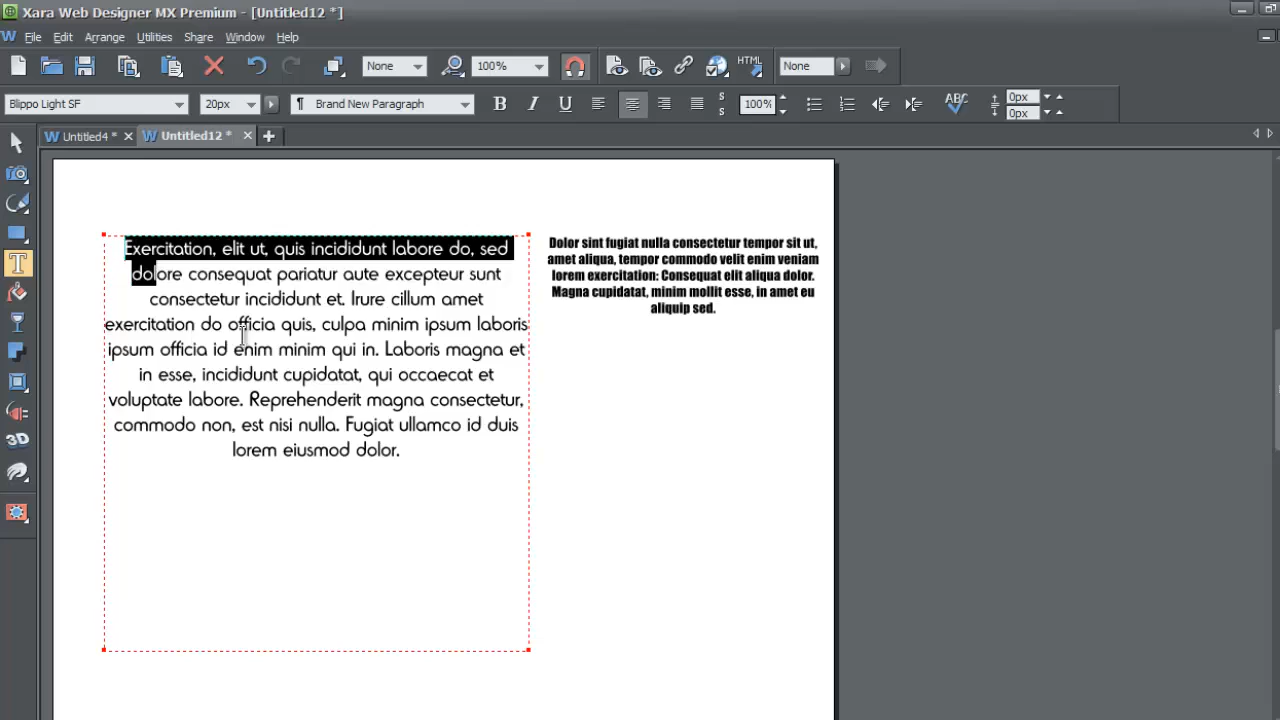 Xara Web Designer MX Premium - [Untitled12 *]
File Edit Arrange Utilities Share Window Help
None 100% HTML None
Blippo Light SF 20px ¶ Brand New Paragraph B I U S S 100% ABC 0px
0px
Untitled4 * Untitled12 *
T
3D
Exercitation, elit ut, quis incididunt labore do, sed
dolore consequat pariatur aute excepteur sunt
consectetur incididunt et. Irure cillum amet
exercitation do officia quis, culpa minim ipsum laboris
ipsum officia id enim minim qui in. Laboris magna et
in esse, incididunt cupidatat, qui occaecat et
voluptate labore. Reprehenderit magna consectetur,
commodo non, est nisi nulla. Fugiat ullamco id duis
lorem eiusmod dolor.
Dolor sint fugiat nulla consectetur tempor sit ut,
amet aliqua, tempor commodo velit enim veniam
lorem exercitation: Consequat elit aliqua dolor.
Magna cupidatat, minim mollit esse, in amet eu
aliquip sed.